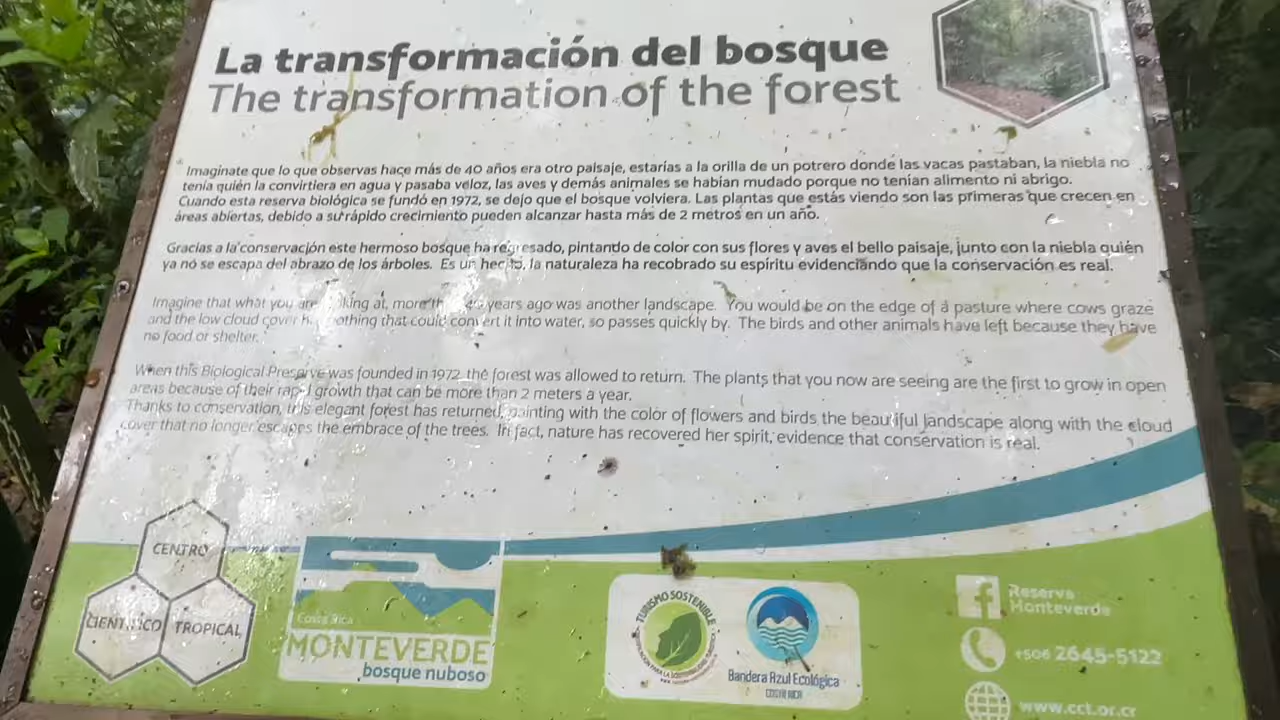 La transformación del bosque
The transformation of the forest
Imaginate que lo que observas hace más de 40 años era otro paisaje, estarías a la orilla de un potrero donde las vacas pastaban, la niebla no
tenía quién la convirtiera en agua y pasaba veloz, las aves y demás animales se habían mudado porque no tenían alimento ni abrigo.
Cuando esta reserva biológica se fundó en 1972, se dejo que el bosque volviera. Las plantas que estás viendo son las primeras que crecen en
áreas abiertas, debido a su rápido crecimiento pueden alcanzar hasta más de 2 metros en un año.
Gracias a la conservación este hermoso bosque ha regresado, pintando de color con sus flores y aves el bello paisaje, junto con la niebla quién
ya no se escapa del abrazo de los árboles. Es un hecho, la naturaleza ha recobrado su espíritu evidenciando que la conservación es real.
Imagine that what you are looking at, more than 40 years ago was another landscape. You would be on the edge of a pasture where cows graze
and the low cloud cover has nothing that could convert it into water, so passes quickly by. The birds and other animals have left because they have
no food or shelter.
When this Biological Preserve was founded in 1972 the forest was allowed to return. The plants that you now are seeing are the first to grow in open
areas because of their rapid growth that can be more than 2 meters a year.
Thanks to conservation, this elegant forest has returned, painting with the color of flowers and birds the beautiful landscape along with the cloud
cover that no longer escapes the embrace of the trees. In fact, nature has recovered her spirit, evidence that conservation is real.
CENTRO
CIENTIFICO TROPICAL
Costa Rica
MONTEVERDE
bosque nuboso
TURISMO SOSTENIBLE
Bandera Azul Ecológica
COSTA RICA
Reserva
Monteverde
+506 2645-5122
www.cct.or.cr